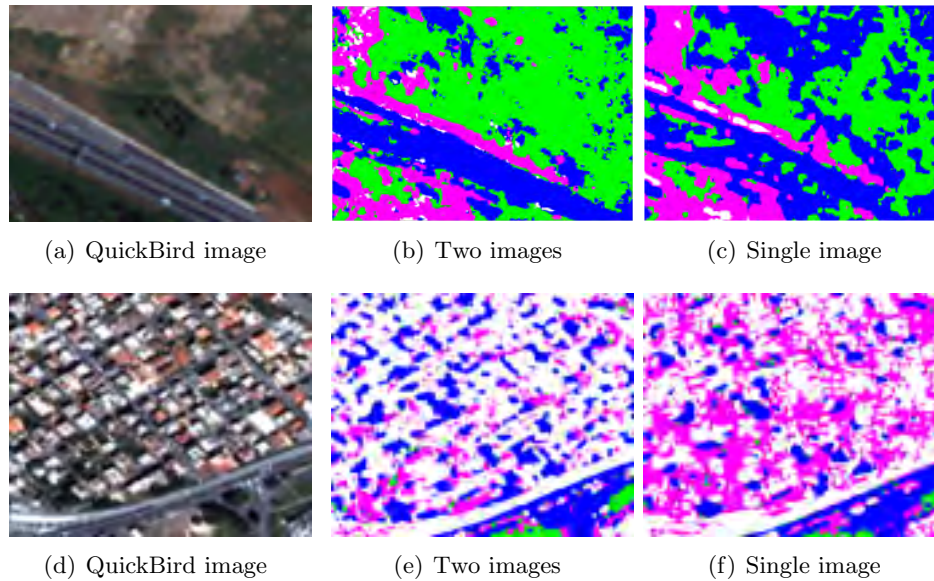 (a) QuickBird image
(b) Two images
(c) Single image
(d) QuickBird image
(e) Two images
(f) Single image